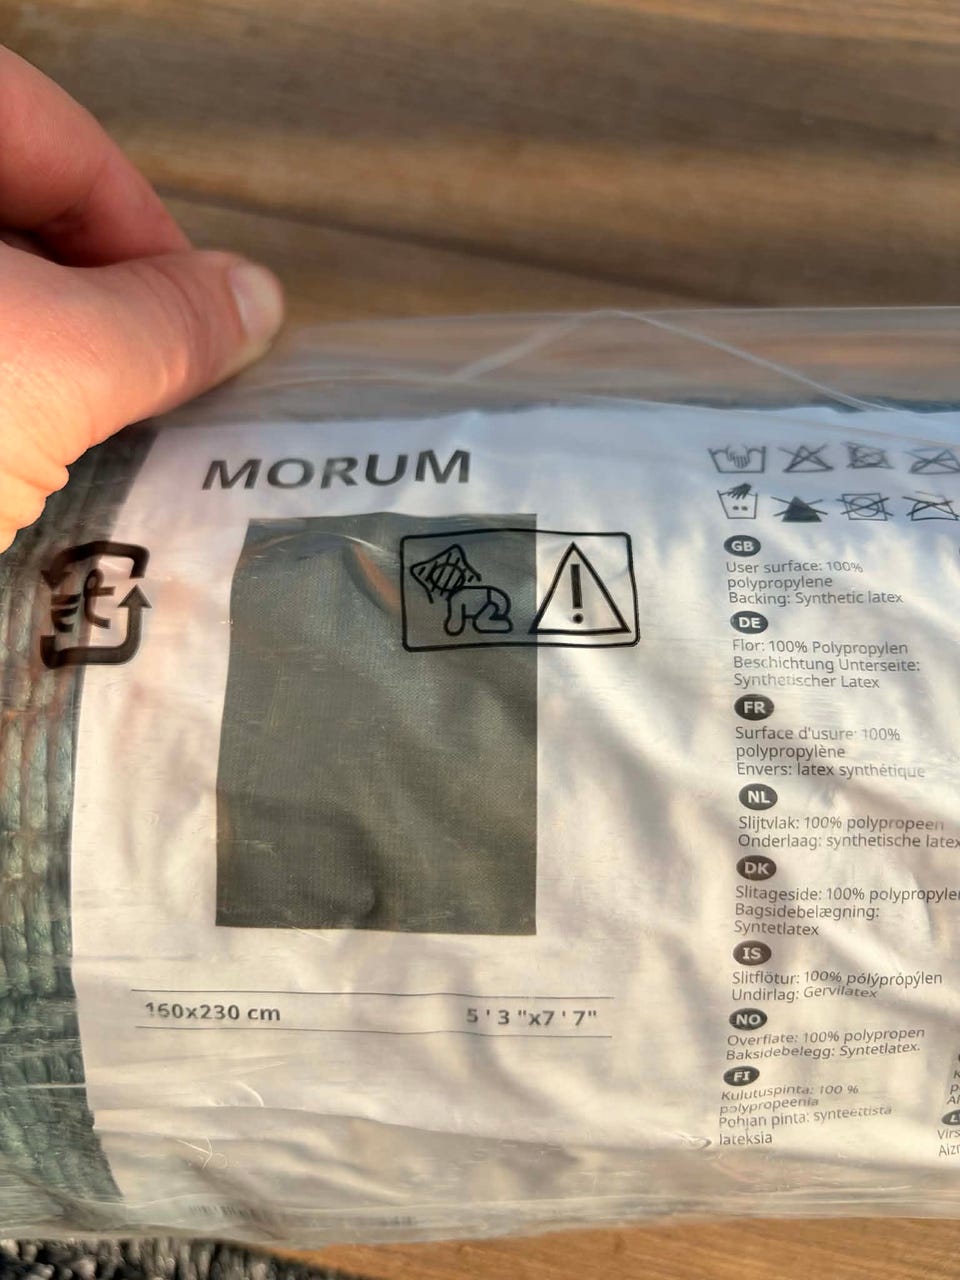 MORUM
160x230 cm
5'3"x7'7"
GB
User surface: 100%
polypropylene
Backing: Synthetic latex
DE
Flor: 100% Polypropylen
Beschichtung Unterseite:
Synthetischer Latex
FR
Surface d'usure: 100%
polypropylène
Envers: latex synthétique
NL
Slijtvlak: 100% polypropeen
Onderlaag: synthetische latex
DK
Slitageside: 100% polypropylen
Bagsidebelægning:
Syntetlatex
IS
Slitflötur: 100% pólýprópýlen
Undirlag: Gervilatex
NO
Overflate: 100% polypropen
Baksidebelegg: Syntetlatex.
FI
Kulutuspinta: 100 %
polypropeenia
Pohjan pinta: synteettistä
lateksia